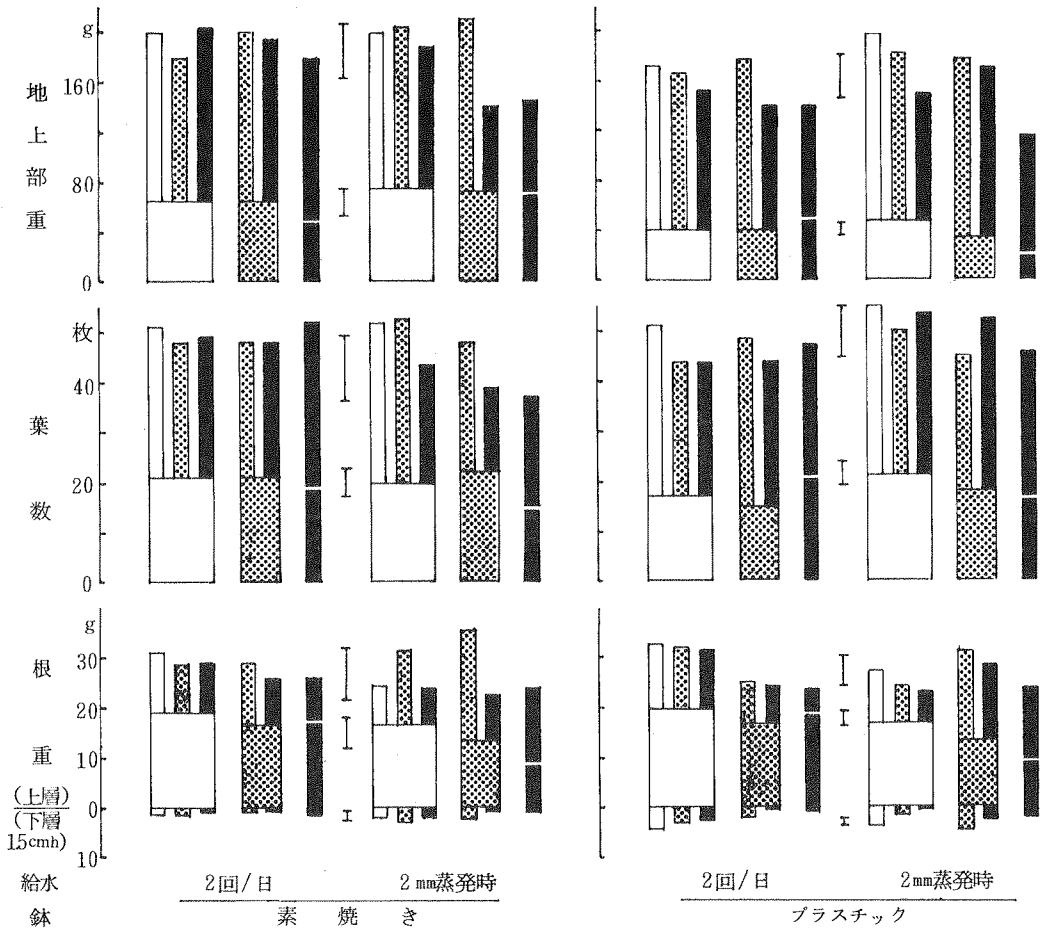 g
160
80
0
地上部重
枚
40
20
0
葉数
g
30
20
10
0
10
根重
(上層)
(下層
15cmh)
給水 2回/日 2mm蒸発時 2回/日 2mm蒸発時
鉢 素焼き プラスチック